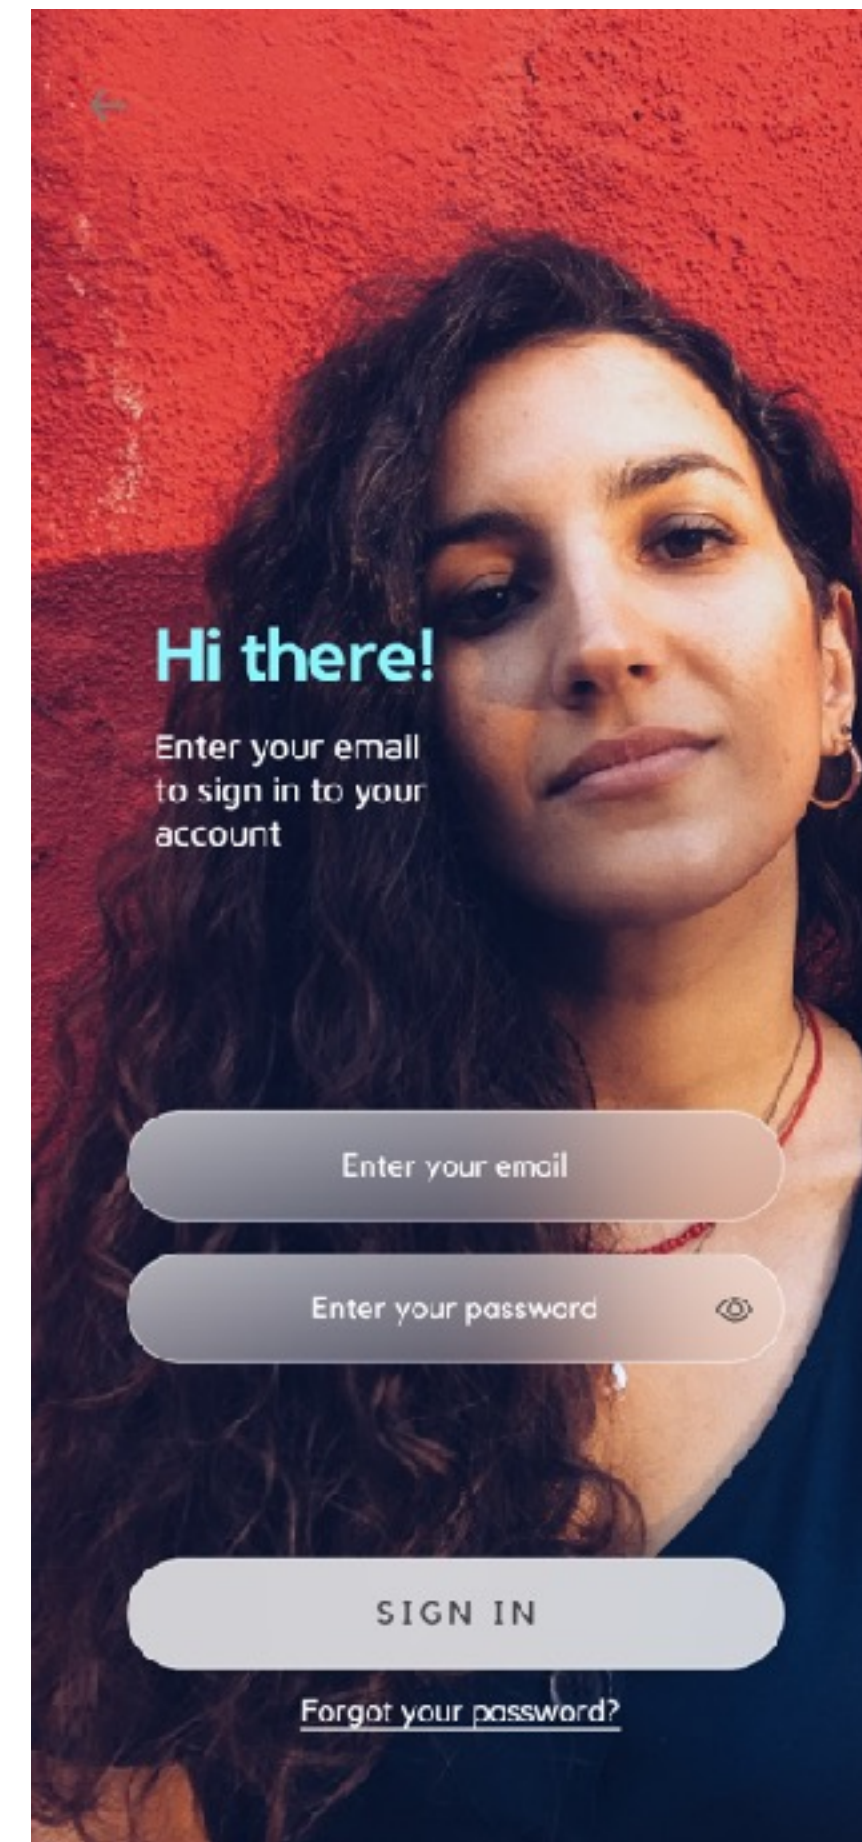 Hi there!
Enter your email
to sign in to your
account
Enter your email
Enter your password
SIGN IN
Forgot your password?